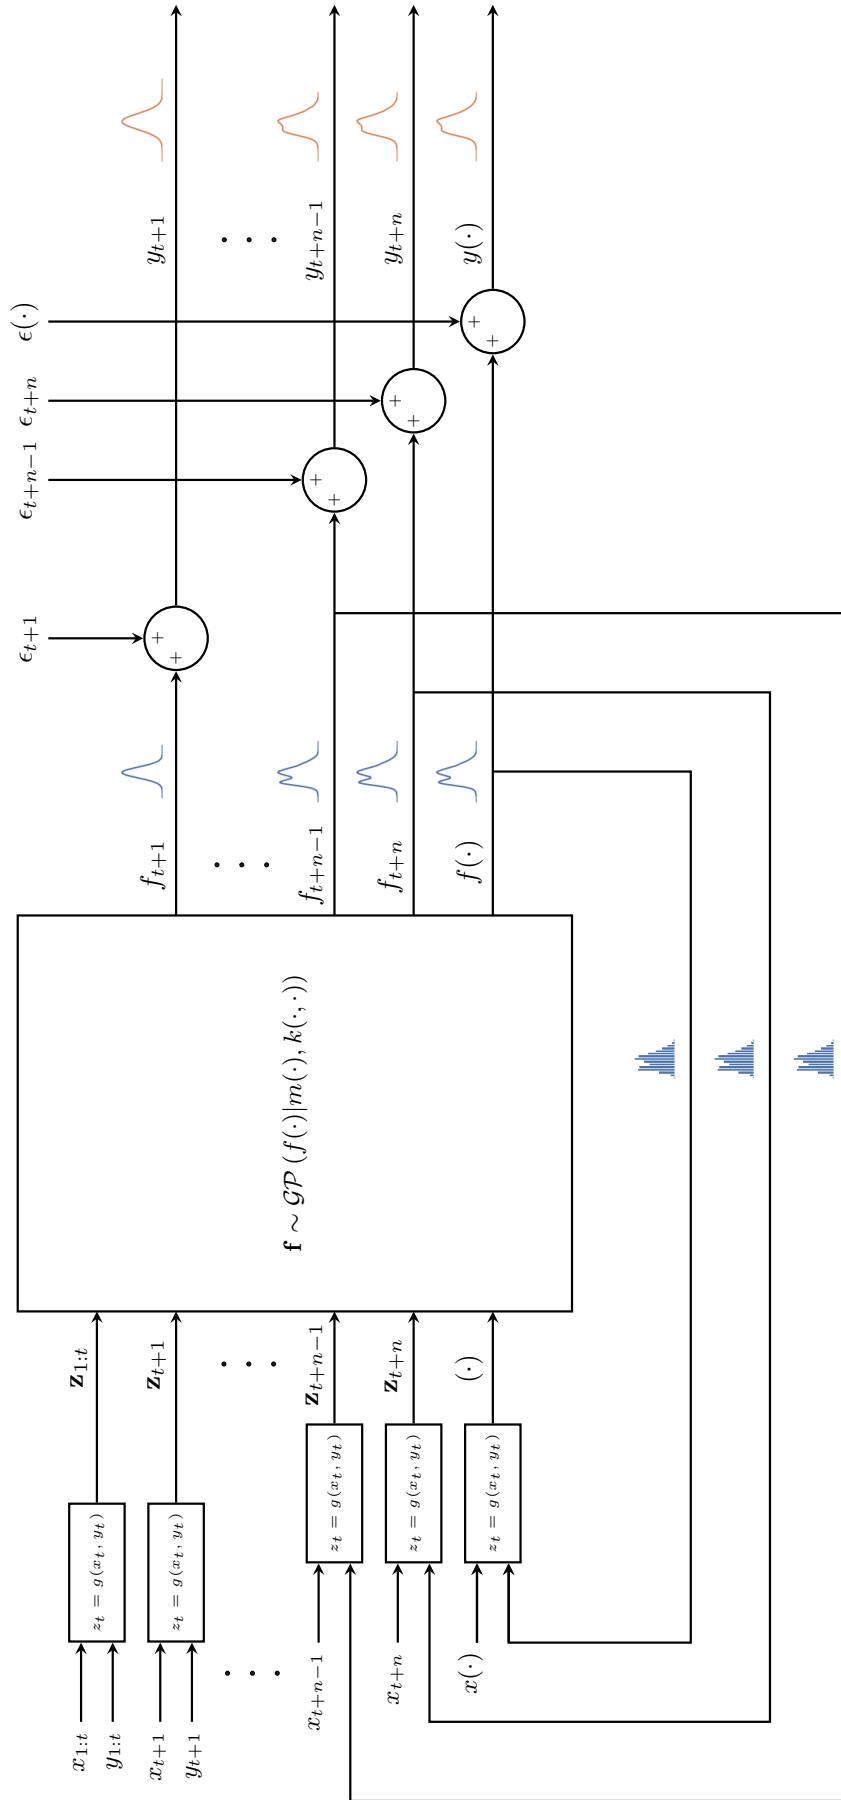 x_{1:t}
y_{1:t}
x_{t+1}
y_{t+1}
. . .
x_{t+n−1}
x_{t+n}
x(·)
z_t = g(x_t, y_t)
z_t = g(x_t, y_t)
z_t = g(x_t, y_t)
z_t = g(x_t, y_t)
z_t = g(x_t, y_t)
𝐳_{1:t}
𝐳_{t+1}
. . .
𝐳_{t+n−1}
𝐳_{t+n}
(·)
𝐟 ∼ 𝒢𝒫 (f(·)|m(·), k(·, ·))
f_{t+1}
. . .
f_{t+n−1}
f_{t+n}
f(·)
ϵ_{t+1}
ϵ_{t+n−1}
ϵ_{t+n}
ϵ(·)
+
+
+
+
+
+
+
+
y_{t+1}
. . .
y_{t+n−1}
y_{t+n}
y(·)